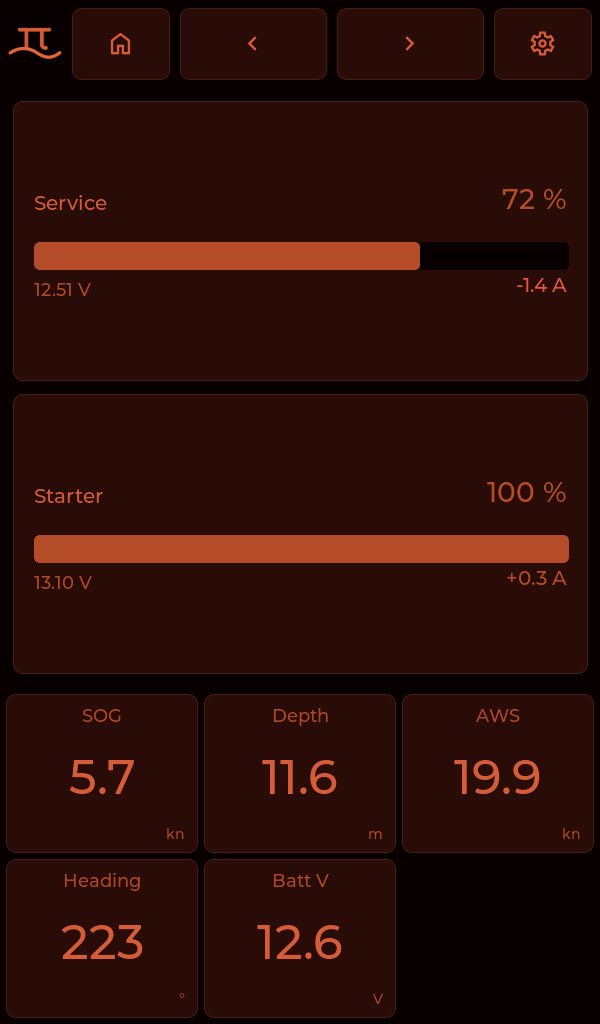 Service
72 %
12.51 V
-1.4 A
Starter
100 %
13.10 V
+0.3 A
SOG
5.7
kn
Depth
11.6
m
AWS
19.9
kn
Heading
223
°
Batt V
12.6
V